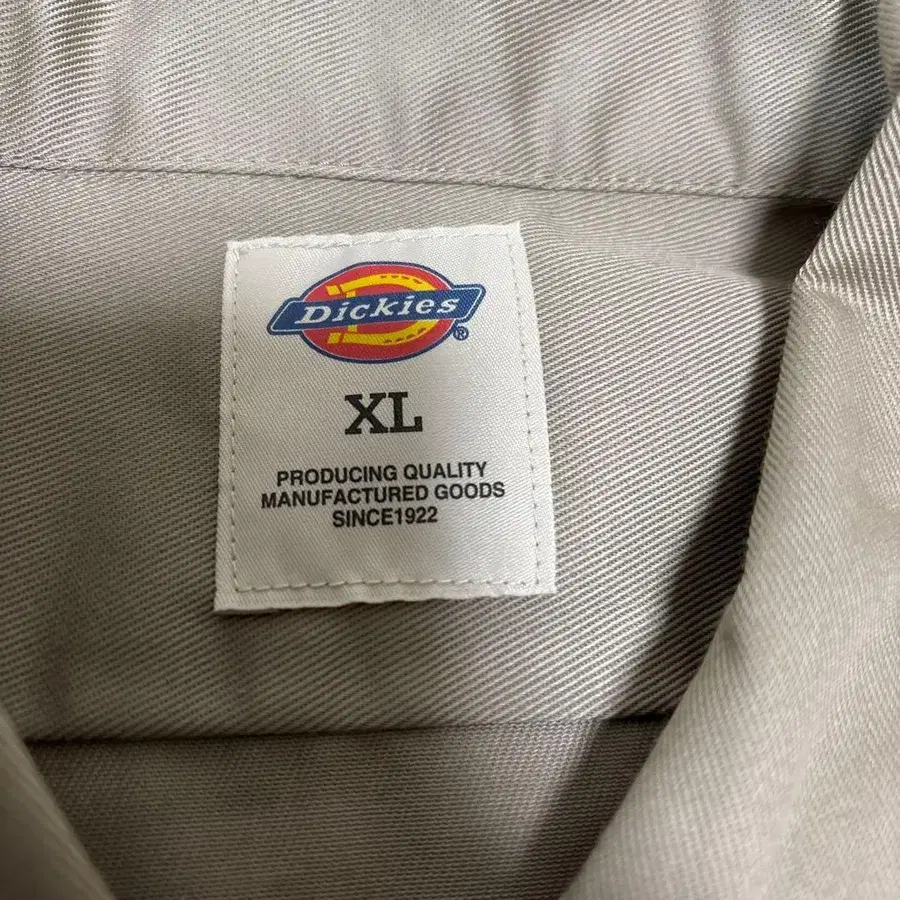 Dickies®
XL
PRODUCING QUALITY
MANUFACTURED GOODS
SINCE1922